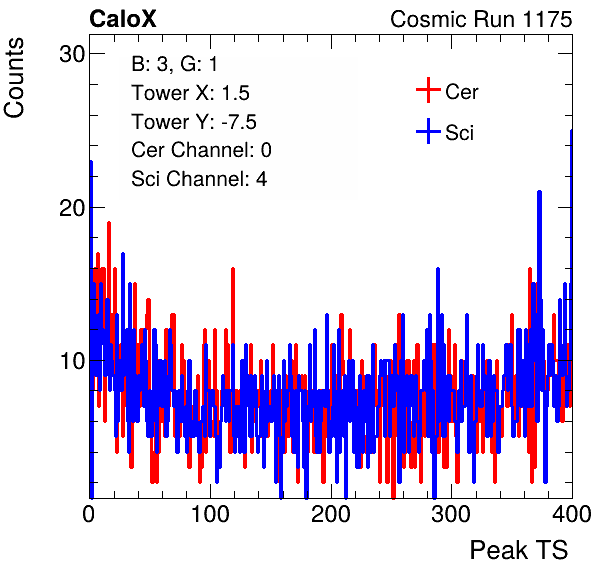 CaloX
Cosmic Run 1175
Counts
30
20
10
B: 3, G: 1
Tower X: 1.5
Tower Y: -7.5
Cer Channel: 0
Sci Channel: 4
Cer
Sci
0 100 200 300 400
Peak TS